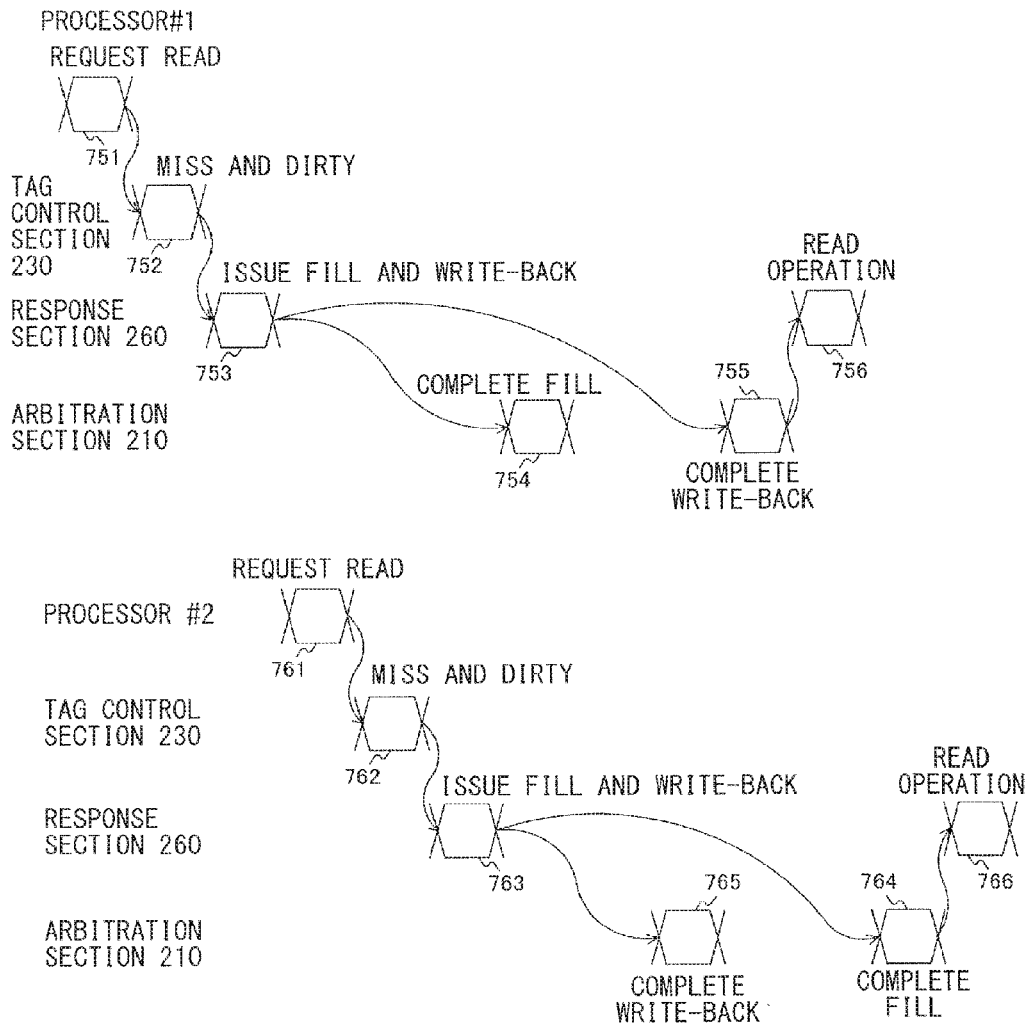 PROCESSOR#1
REQUEST READ
751
MISS AND DIRTY
TAG
CONTROL
SECTION
230
752
ISSUE FILL AND WRITE-BACK
READ
OPERATION
RESPONSE
SECTION 260
753
755
756
COMPLETE FILL
ARBITRATION
SECTION 210
754
COMPLETE
WRITE-BACK
REQUEST READ
PROCESSOR #2
761
MISS AND DIRTY
TAG CONTROL
SECTION 230
762
ISSUE FILL AND WRITE-BACK
READ
OPERATION
RESPONSE
SECTION 260
763
765
764
766
ARBITRATION
SECTION 210
COMPLETE
WRITE-BACK
COMPLETE
FILL